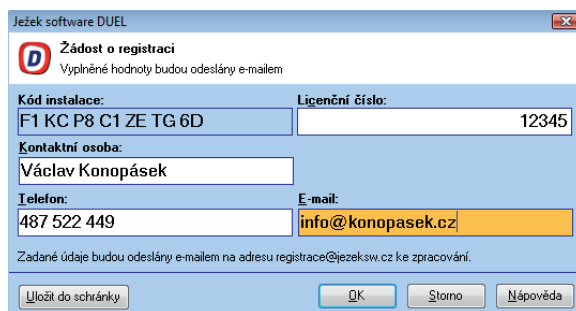 Ježek software DUEL
D
Žádost o registraci
Vyplněné hodnoty budou odeslány e-mailem
Kód instalace: Licenční číslo:
F1 KC P8 C1 ZE TG 6D 12345
Kontaktní osoba:
Václav Konopásek
Telefon: E-mail:
487 522 449 info@konopasek.cz
Zadané údaje budou odeslány e-mailem na adresu registrace@jezeksw.cz ke zpracování.
Uložit do schránky OK Storno Nápověda